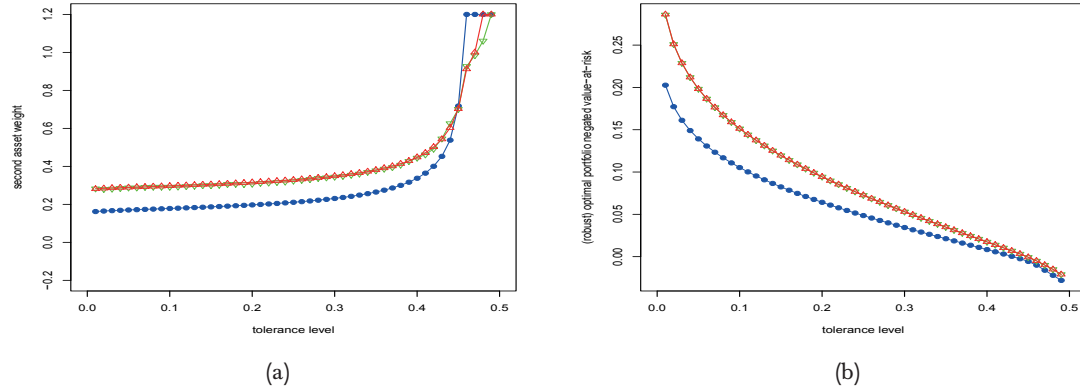 1.2
1.0
0.8
0.6
0.4
0.2
0.0
−0.2
second asset weight
0.0 0.1 0.2 0.3 0.4 0.5
tolerance level
(a)
0.25
0.20
0.15
0.10
0.05
0.00
(robust) optimal portfolio negated value−at−risk
0.0 0.1 0.2 0.3 0.4 0.5
tolerance level
(b)